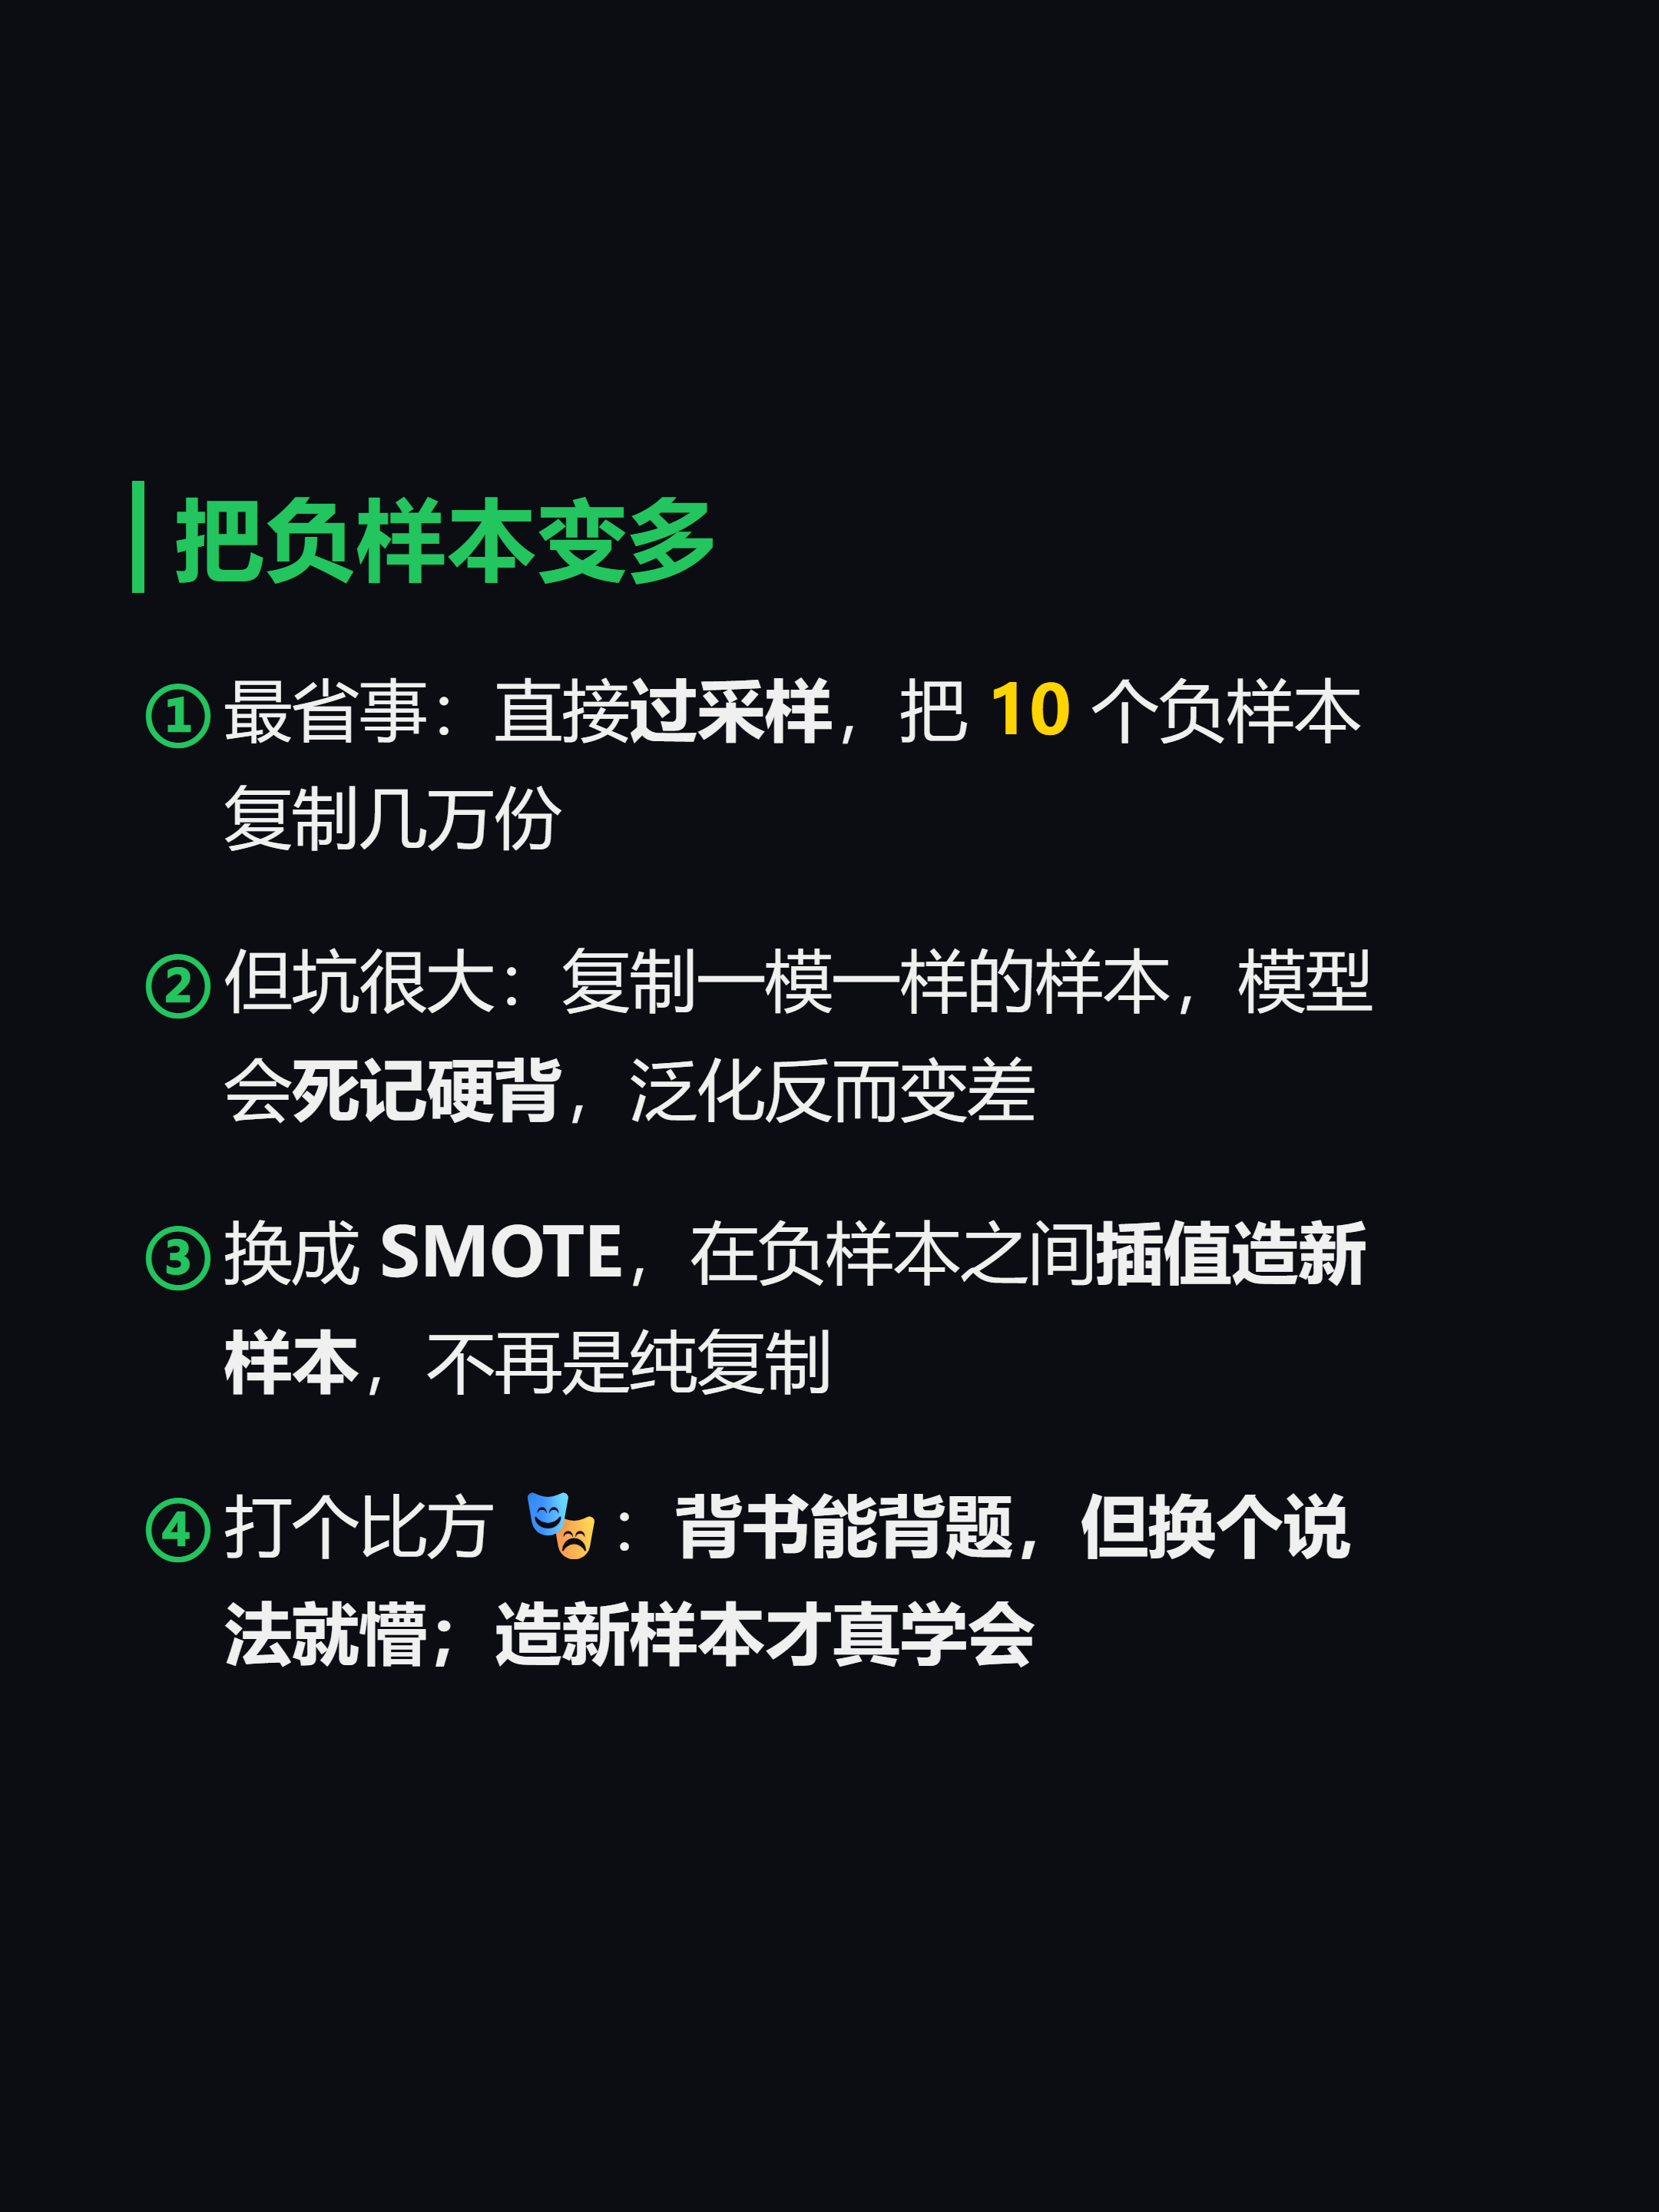 把负样本变多
① 最省事：直接过采样，把 10 个负样本
复制几万份
② 但坑很大：复制一模一样的样本，模型
会死记硬背，泛化反而变差
③ 换成 SMOTE，在负样本之间插值造新
样本，不再是纯复制
④ 打个比方 🎭：背书能背题，但换个说
法就懵；造新样本才真学会